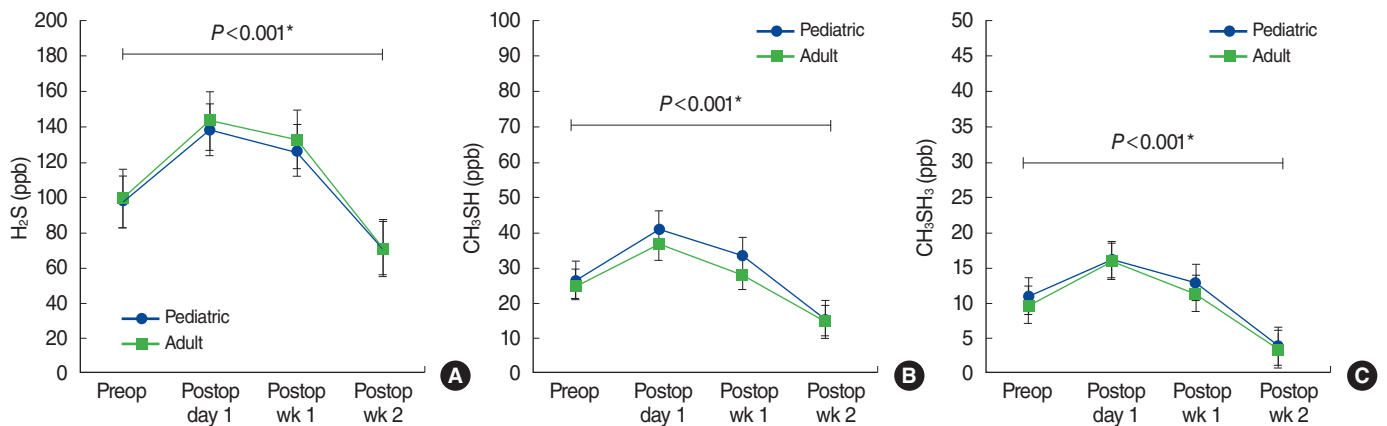 200
180
160
140
120
100
80
60
40
20
0
H₂S (ppb)
P<0.001*
Pediatric
Adult
Preop
Postop day 1
Postop wk 1
Postop wk 2
A
100
90
80
70
60
50
40
30
20
10
0
CH₃SH (ppb)
Pediatric
Adult
P<0.001*
Preop
Postop day 1
Postop wk 1
Postop wk 2
B
50
45
40
35
30
25
20
15
10
5
0
CH₃SH₃ (ppb)
Pediatric
Adult
P<0.001*
Preop
Postop day 1
Postop wk 1
Postop wk 2
C